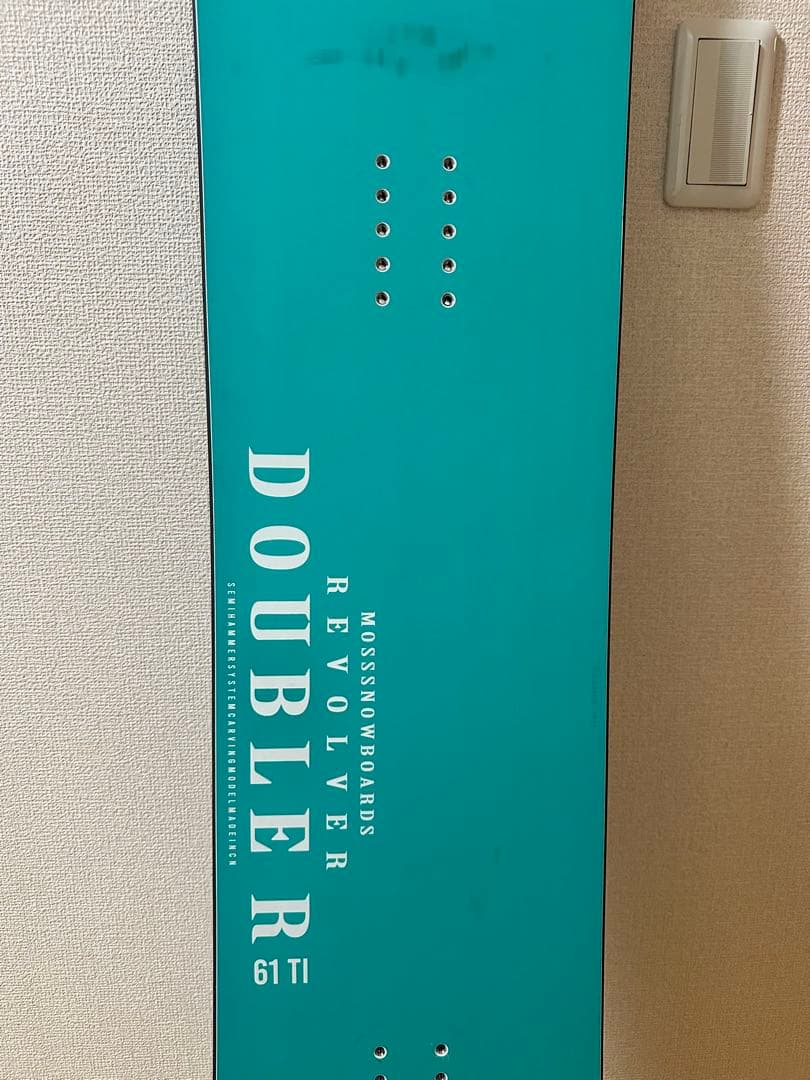 MOSSSNOWBOARDS
REVOLVER
DOUBLER
61 TI
SEMIHAMMERSYSTEMCARVINGMODELMADEINCN